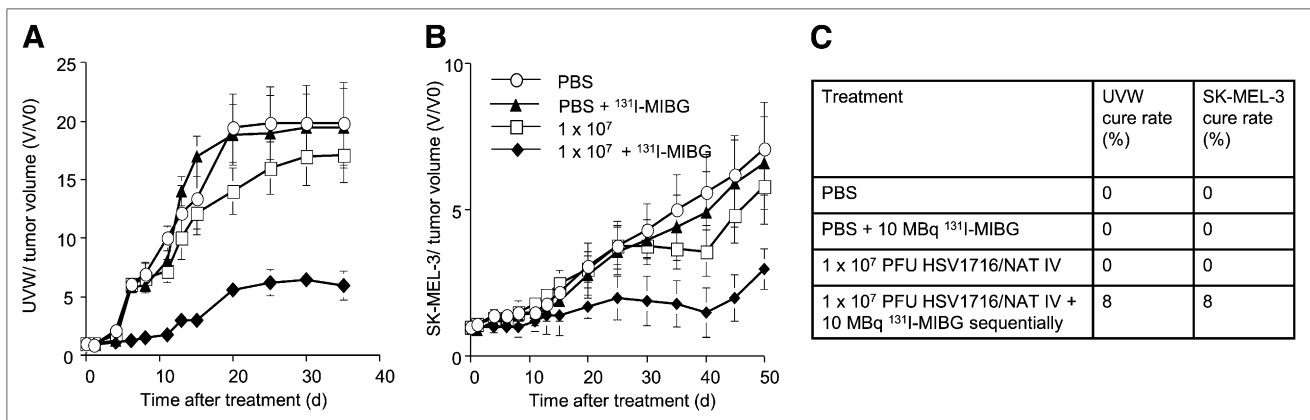 A
25
20
15
10
5
0
UVW/ tumor volume (V/V0)
0
10
20
30
40
Time after treatment (d)
B
10
5
0
SK-MEL-3/ tumor volume (V/V0)
PBS
PBS + ¹³¹I-MIBG
1 x 10⁷
1 x 10⁷ + ¹³¹I-MIBG
0
10
20
30
40
50
Time after treatment (d)
C
Treatment
UVW
cure rate
(%)
SK-MEL-3
cure rate
(%)
PBS
0
0
PBS + 10 MBq ¹³¹I-MIBG
0
0
1 x 10⁷ PFU HSV1716/NAT IV
0
0
1 x 10⁷ PFU HSV1716/NAT IV +
10 MBq ¹³¹I-MIBG sequentially
8
8